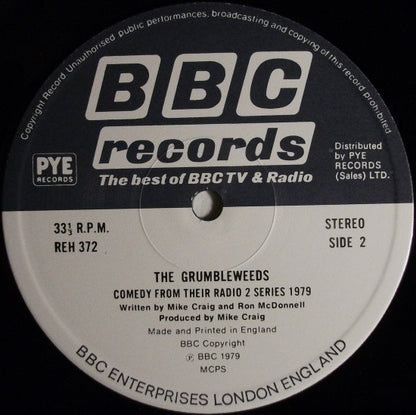 Copyright Record. Unauthorised public performances, broadcasting and copying of this record prohibited
BBC
records
The best of BBC TV & Radio
PYE
RECORDS
Distributed
by PYE
RECORDS
(Sales) LTD.
33⅓ R.P.M.
REH 372
STEREO
SIDE 2
THE GRUMBLEWEEDS
COMEDY FROM THEIR RADIO 2 SERIES 1979
Written by Mike Craig and Ron McDonnell
Produced by Mike Craig
Made and Printed in England
BBC Copyright
℗ BBC 1979
MCPS
BBC ENTERPRISES LONDON ENGLAND